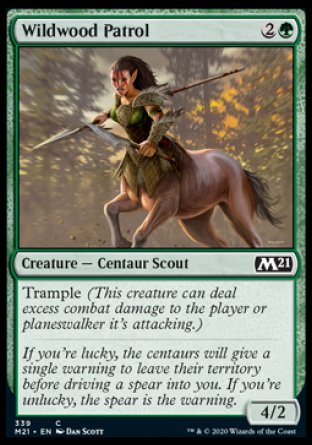 Wildwood Patrol 2
Creature — Centaur Scout M21
Trample (This creature can deal
excess combat damage to the player or
planeswalker it’s attacking.)
If you’re lucky, the centaurs will give a
single warning to leave their territory
before driving a spear into you. If you’re
unlucky, the spear is the warning.
4/2
339 C
M21 • EN DAN SCOTT ™ & © 2020 Wizards of the Coast